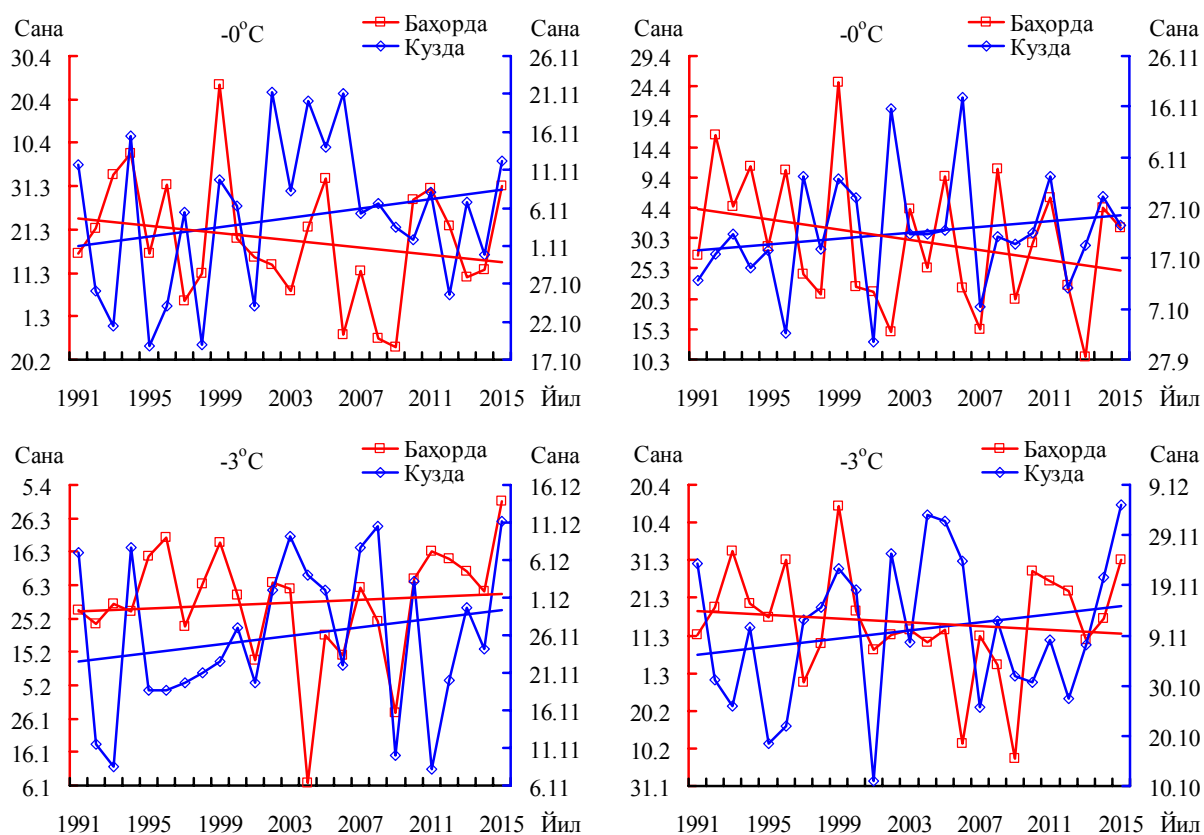 Сана
-0°C
Баҳорда
Кузда
Сана
30.4
20.4
10.4
31.3
21.3
11.3
1.3
20.2
26.11
21.11
16.11
11.11
6.11
1.11
27.10
22.10
17.10
1991 1995 1999 2003 2007 2011 2015 Йил
Сана
-0°C
Баҳорда
Кузда
Сана
29.4
24.4
19.4
14.4
9.4
4.4
30.3
25.3
20.3
15.3
10.3
26.11
16.11
6.11
27.10
17.10
7.10
27.9
1991 1995 1999 2003 2007 2011 2015 Йил
Сана
-3°C
Баҳорда
Кузда
Сана
5.4
26.3
16.3
6.3
25.2
15.2
5.2
26.1
16.1
6.1
16.12
11.12
6.12
1.12
26.11
21.11
16.11
11.11
6.11
1991 1995 1999 2003 2007 2011 2015 Йил
Сана
-3°C
Баҳорда
Кузда
Сана
20.4
10.4
31.3
21.3
11.3
1.3
20.2
10.2
31.1
9.12
29.11
19.11
9.11
30.10
20.10
10.10
1991 1995 1999 2003 2007 2011 2015 Йил